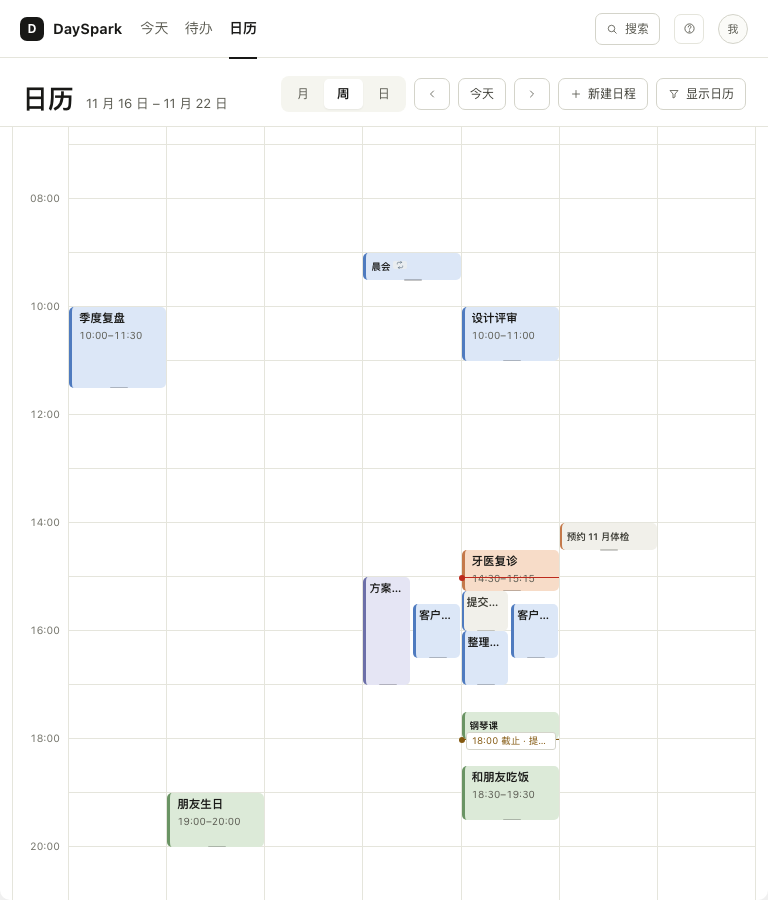 D DaySpark 今天 待办 日历 搜索 我
日历 11 月 16 日 – 11 月 22 日 月 周 日 今天 新建日程 显示日历
08:00
晨会
10:00
季度复盘
10:00–11:30
设计评审
10:00–11:00
12:00
14:00
预约 11 月体检
牙医复诊
14:30–15:15
方案…
提交…
客户…
客户…
16:00
整理…
钢琴课
18:00
18:00 截止 · 提…
和朋友吃饭
18:30–19:30
朋友生日
19:00–20:00
20:00